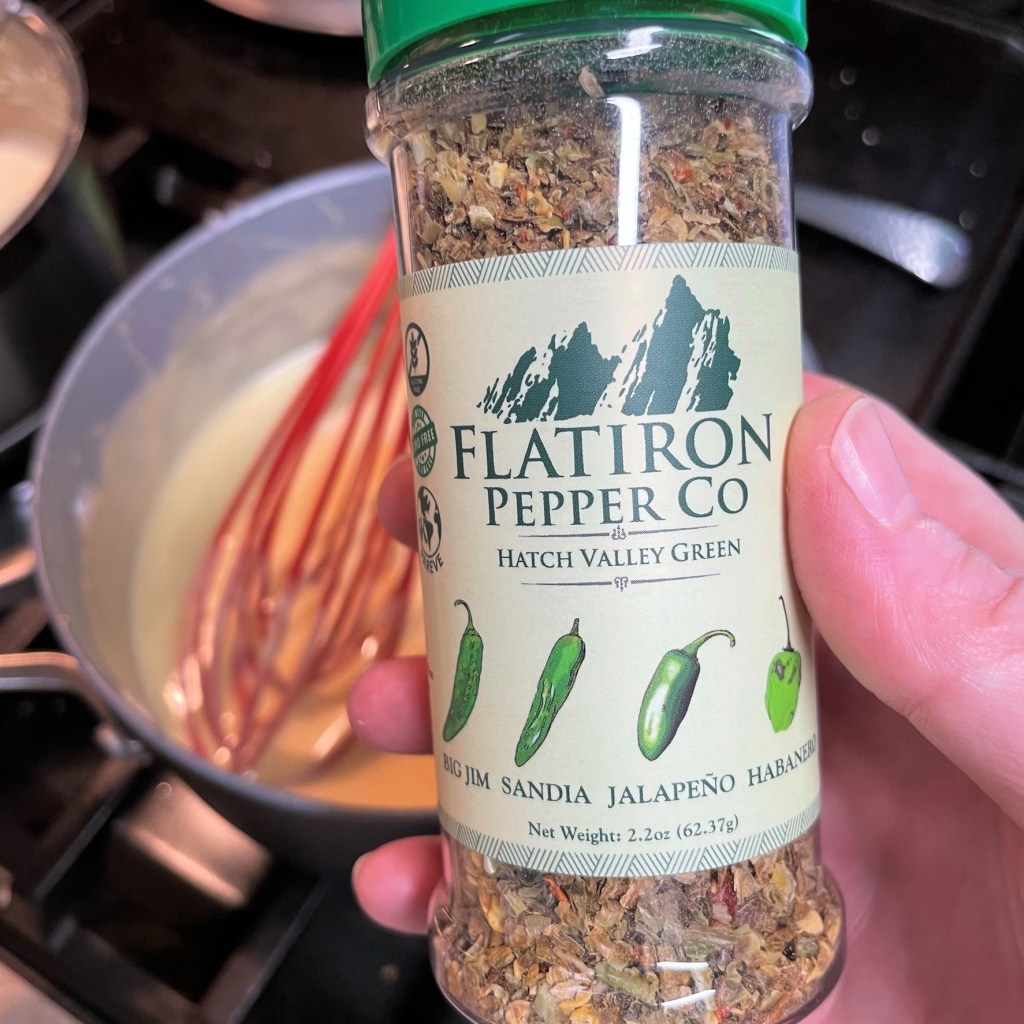 FLATIRON
PEPPER CO
HATCH VALLEY GREEN
BIG JIM SANDIA JALAPEÑO HABANERO
Net Weight: 2.2oz (62.37g)